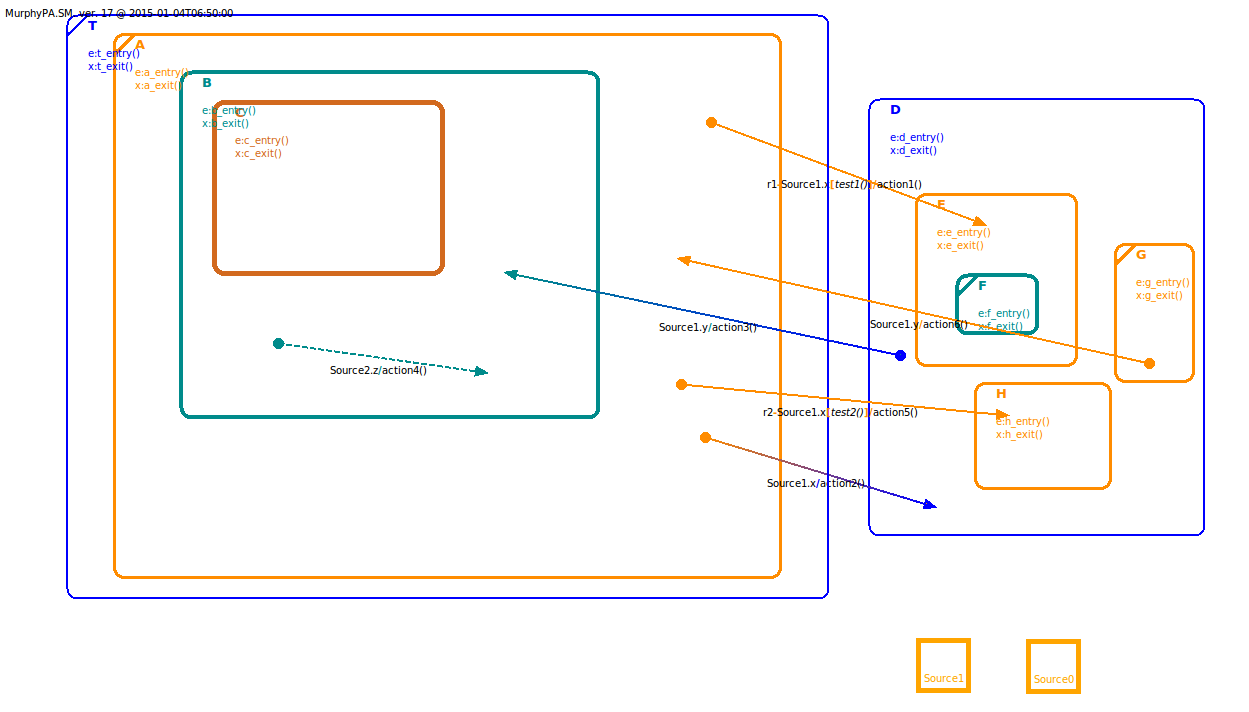 MurphyPA.SM, ver. 17 @ 2015-01-04T06:50:00
T
e:t_entry()
x:t_exit()
A
e:a_entry()
x:a_exit()
B
e:b_entry()
x:b_exit()
C
e:c_entry()
x:c_exit()
D
e:d_entry()
x:d_exit()
r1-Source1.x[test1()]/action1()
E
e:e_entry()
x:e_exit()
G
e:g_entry()
x:g_exit()
F
e:f_entry()
x:f_exit()
Source1.y/action3()
Source1.y/action6()
Source2.z/action4()
r2-Source1.x[test2()]/action5()
H
e:h_entry()
x:h_exit()
Source1.x/action2()
Source1
Source0